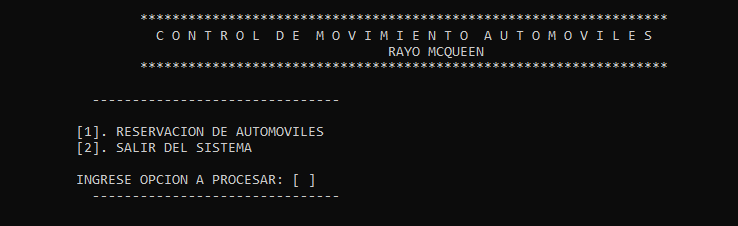 ******************************************************************
C O N T R O L  D E  M O V I M I E N T O  A U T O M O V I L E S
RAYO MCQUEEN
******************************************************************
-------------------------------
[1]. RESERVACION DE AUTOMOVILES
[2]. SALIR DEL SISTEMA
INGRESE OPCION A PROCESAR: [ ]
-------------------------------